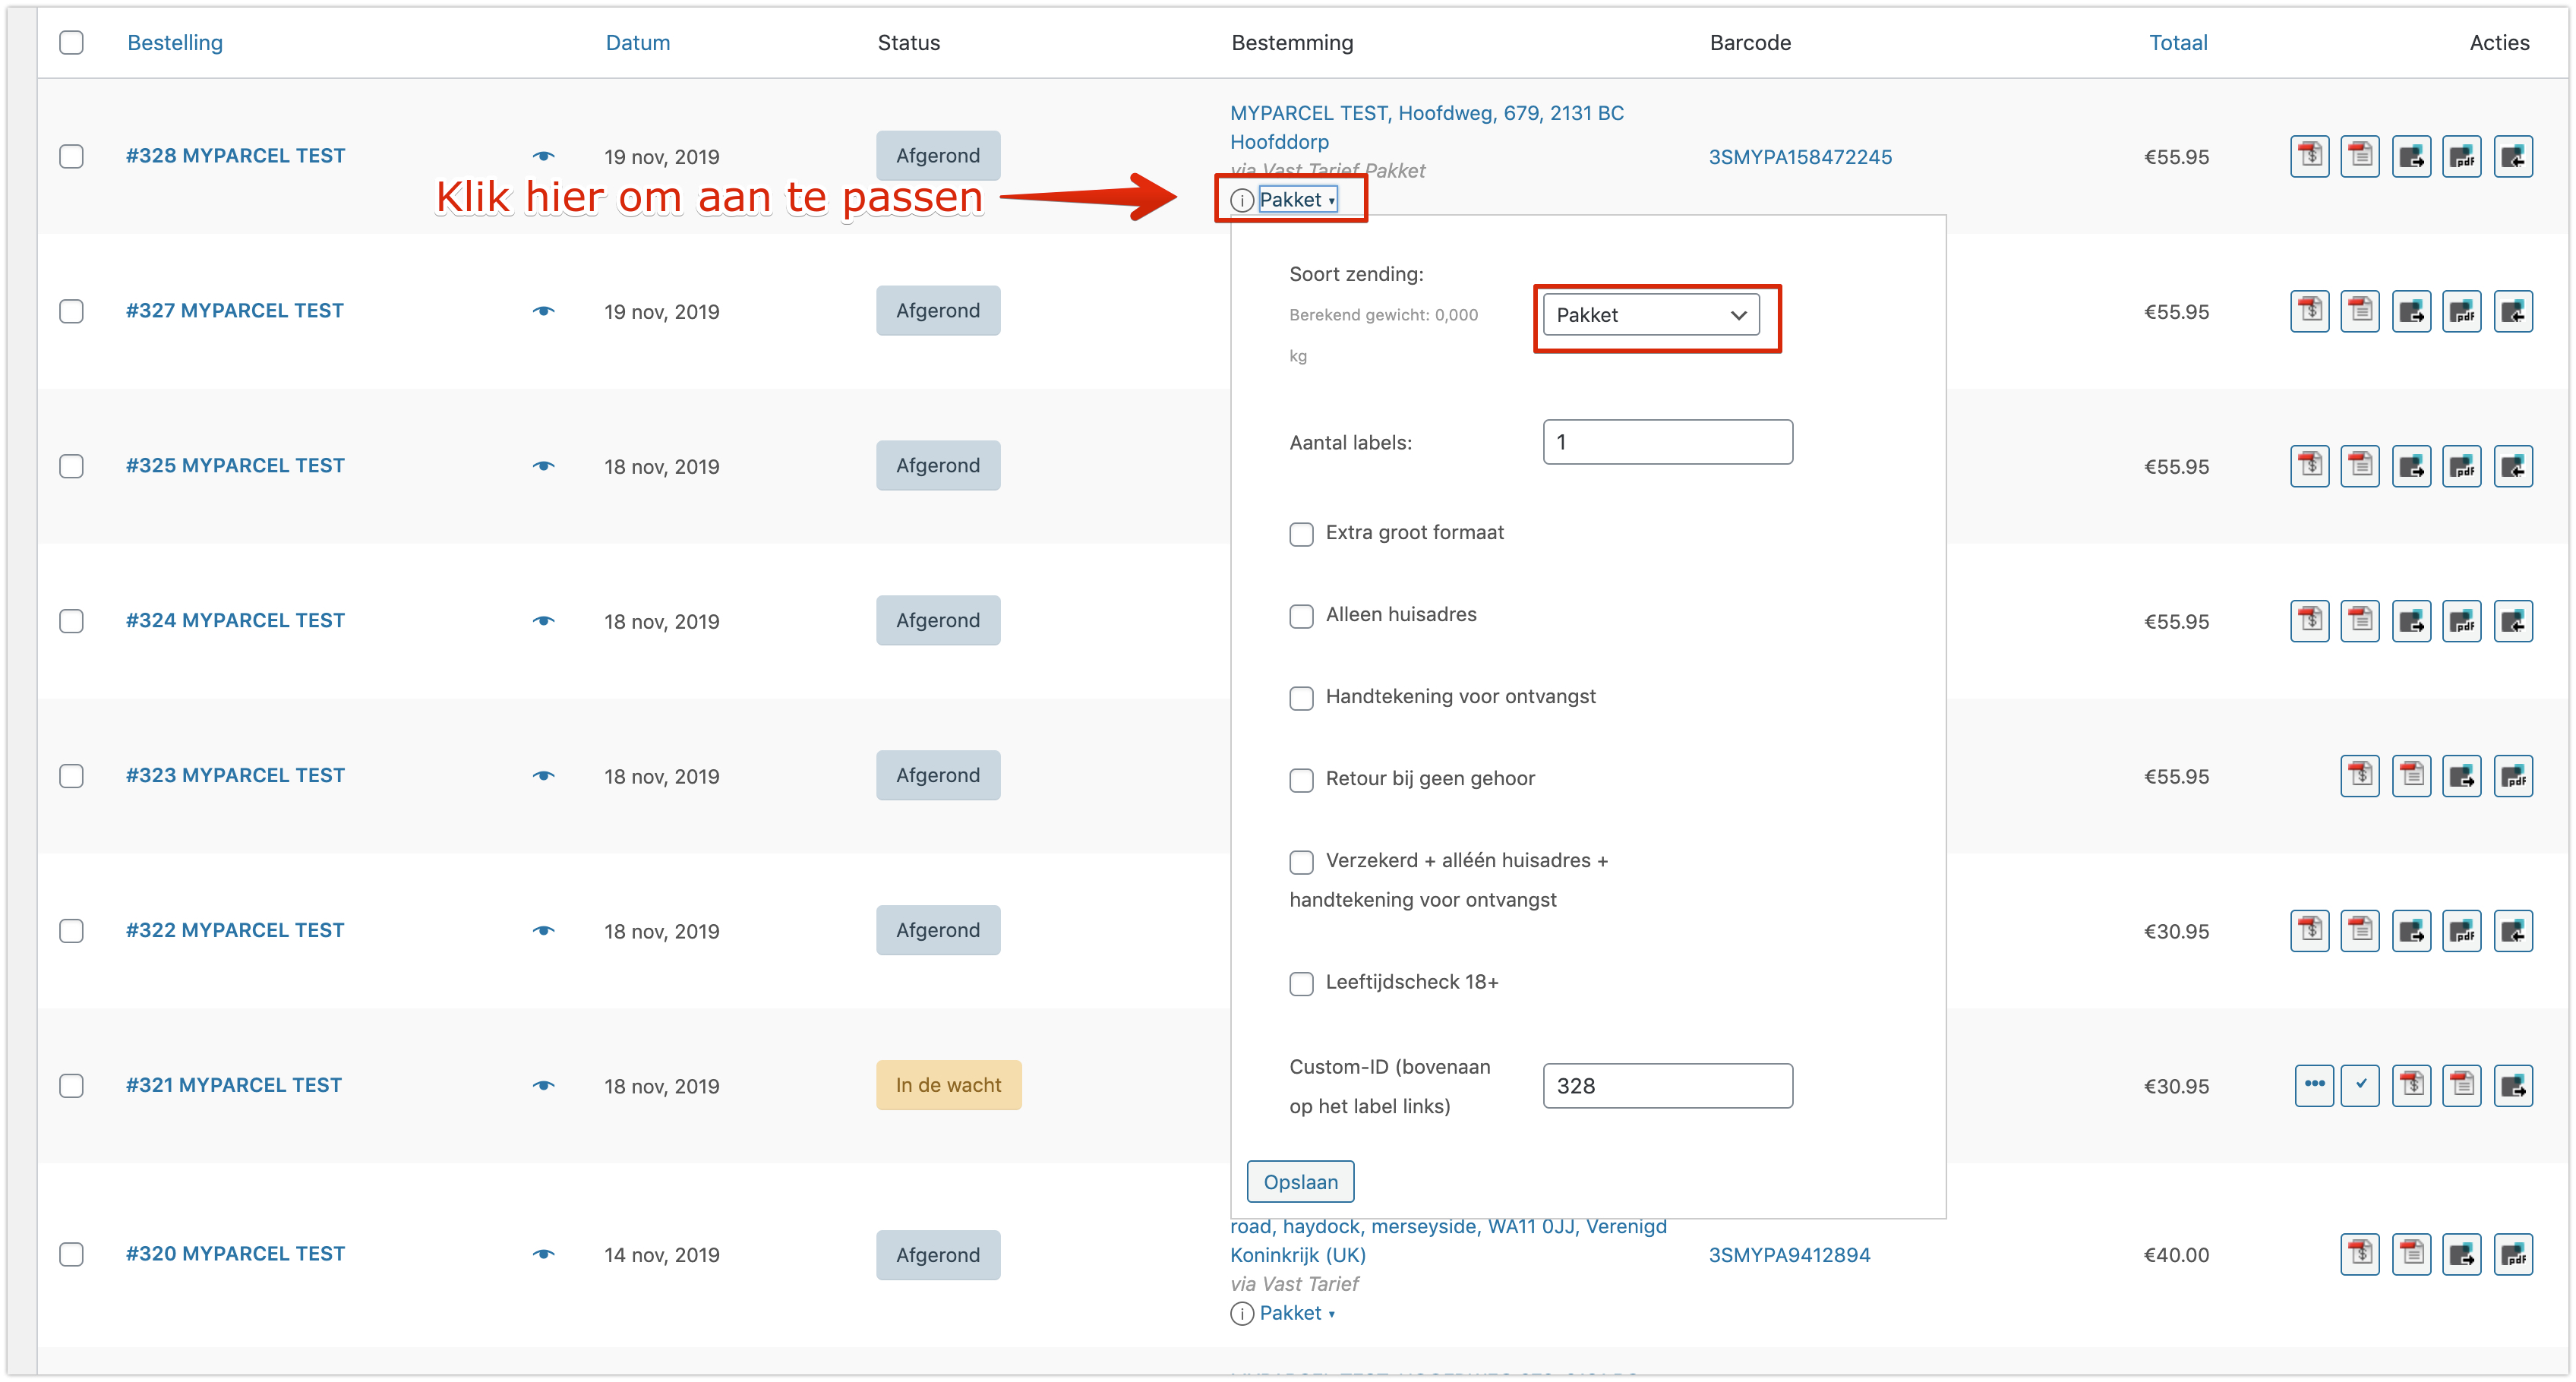 Bestelling Datum Status Bestemming Barcode Totaal Acties
MYPARCEL TEST, Hoofdweg, 679, 2131 BC
Hoofddorp
#328 MYPARCEL TEST 19 nov, 2019 Afgerond 3SMYPA158472245 €55.95
via Vast Tarief Pakket
Klik hier om aan te passen
Pakket
#327 MYPARCEL TEST 19 nov, 2019 Afgerond €55.95
Soort zending:
Berekend gewicht: 0,000
kg
Pakket
#325 MYPARCEL TEST 18 nov, 2019 Afgerond €55.95
Aantal labels: 1
Extra groot formaat
#324 MYPARCEL TEST 18 nov, 2019 Afgerond €55.95
Alleen huisadres
Handtekening voor ontvangst
#323 MYPARCEL TEST 18 nov, 2019 Afgerond €55.95
Retour bij geen gehoor
Verzekerd + alléén huisadres +
handtekening voor ontvangst
#322 MYPARCEL TEST 18 nov, 2019 Afgerond €30.95
Leeftijdscheck 18+
#321 MYPARCEL TEST 18 nov, 2019 In de wacht €30.95
Custom-ID (bovenaan
op het label links)
328
Opslaan
road, haydock, merseyside, WA11 0JJ, Verenigd
Koninkrijk (UK)
#320 MYPARCEL TEST 14 nov, 2019 Afgerond 3SMYPA9412894 €40.00
via Vast Tarief
Pakket